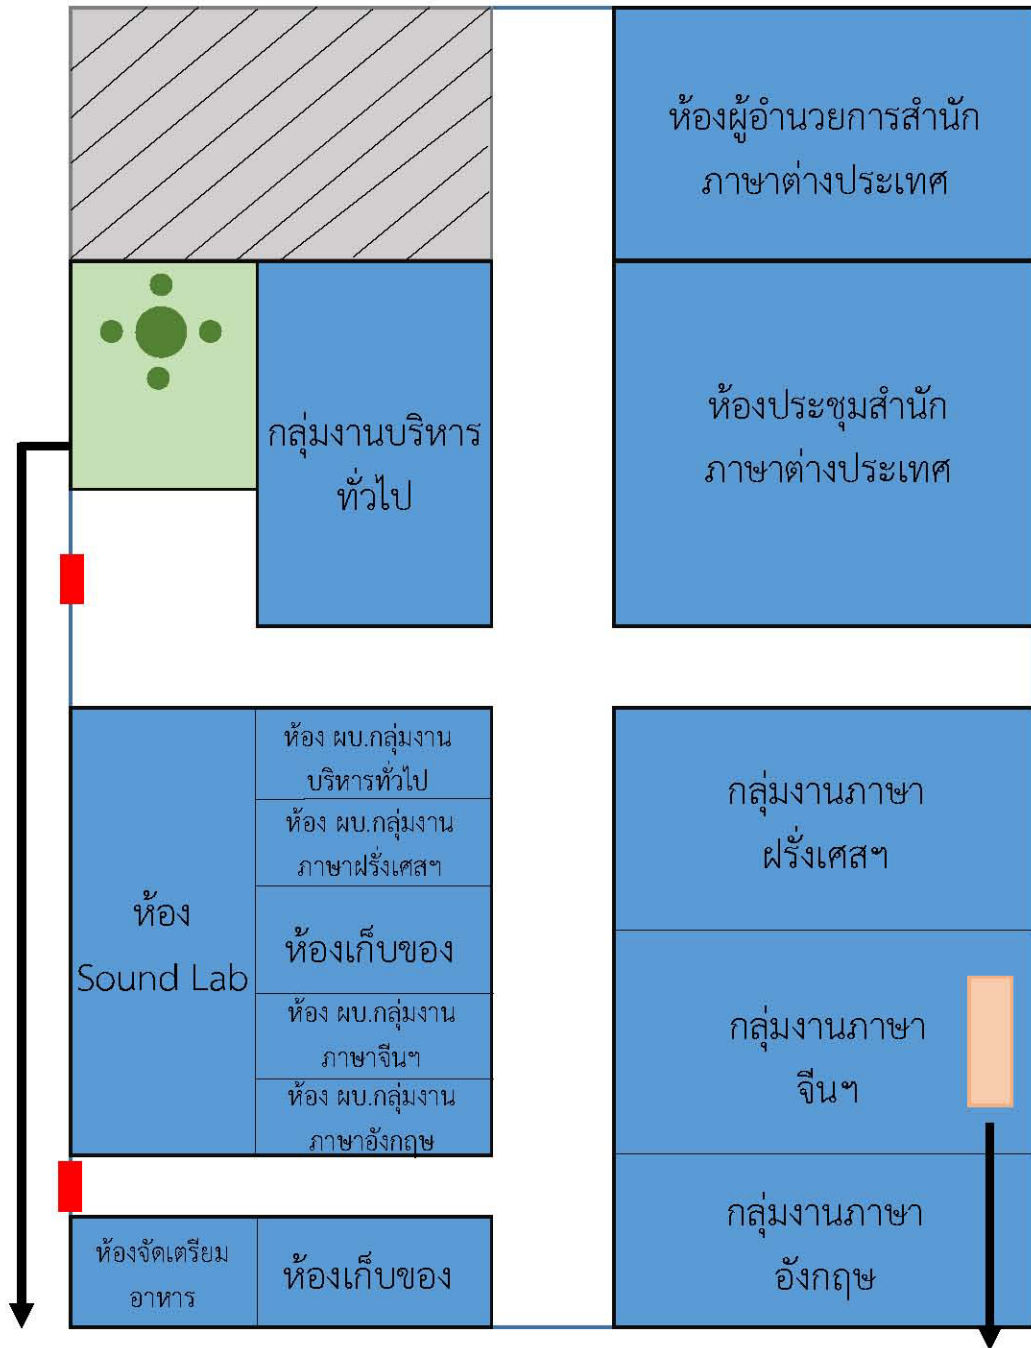 ห้องผู้อำนวยการสำนัก
ภาษาต่างประเทศ
กลุ่มงานบริหาร
ทั่วไป
ห้องประชุมสำนัก
ภาษาต่างประเทศ
ห้อง
Sound Lab
ห้อง ผบ.กลุ่มงาน
บริหารทั่วไป
ห้อง ผบ.กลุ่มงาน
ภาษาฝรั่งเศสฯ
ห้องเก็บของ
ห้อง ผบ.กลุ่มงาน
ภาษาจีนฯ
ห้อง ผบ.กลุ่มงาน
ภาษาอังกฤษ
กลุ่มงานภาษา
ฝรั่งเศสฯ
กลุ่มงานภาษา
จีนฯ
กลุ่มงานภาษา
อังกฤษ
ห้องจัดเตรียม
อาหาร
ห้องเก็บของ